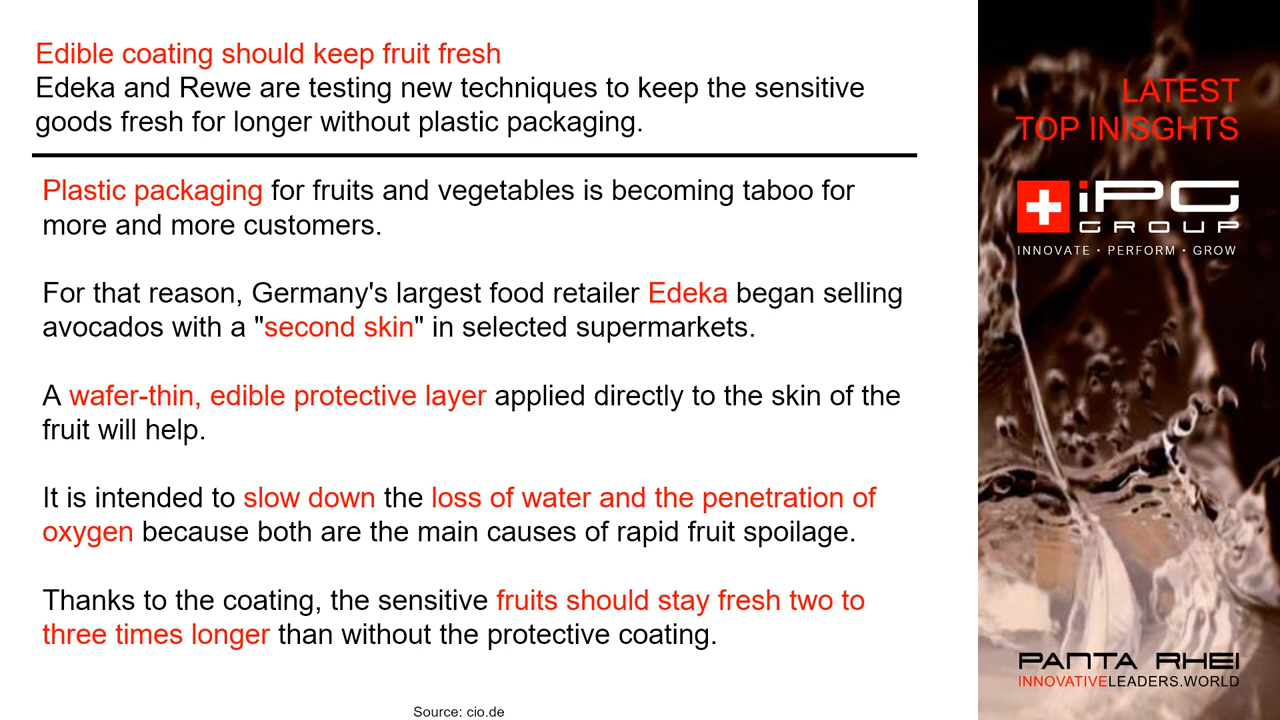 Edible coating should keep fruit fresh
Edeka and Rewe are testing new techniques to keep the sensitive
goods fresh for longer without plastic packaging.
Plastic packaging for fruits and vegetables is becoming taboo for
more and more customers.
For that reason, Germany's largest food retailer Edeka began selling
avocados with a "second skin" in selected supermarkets.
A wafer-thin, edible protective layer applied directly to the skin of the
fruit will help.
It is intended to slow down the loss of water and the penetration of
oxygen because both are the main causes of rapid fruit spoilage.
Thanks to the coating, the sensitive fruits should stay fresh two to
three times longer than without the protective coating.
Source: cio.de
LATEST
TOP INISGHTS
iPG
GROUP
INNOVATE • PERFORM • GROW
PANTA RHEI
INNOVATIVELEADERS.WORLD